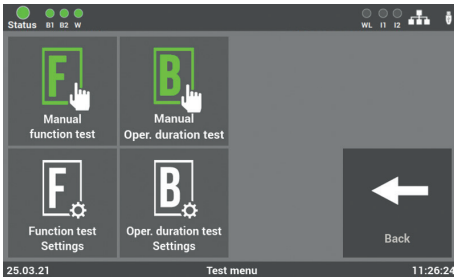 Status B1 B2 W WL I1 I2
F
Manual
function test
B
Manual
Oper. duration test
F
Function test
Settings
B
Oper. duration test
Settings
Back
25.03.21 Test menu 11:26:24